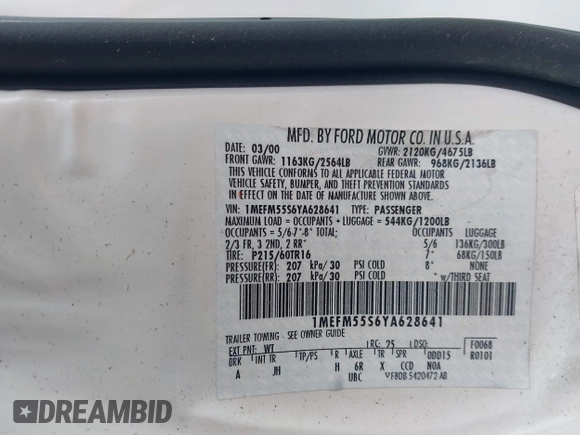 MFD. BY FORD MOTOR CO. IN U.S.A.
DATE: 03/00 GVWR: 2120KG/4675LB
FRONT GAWR: 1163KG/2564LB REAR GAWR: 968KG/2136LB
THIS VEHICLE CONFORMS TO ALL APPLICABLE FEDERAL MOTOR
VEHICLE SAFETY, BUMPER, AND THEFT PREVENTION STANDARDS
IN EFFECT ON THE DATE OF MANUFACTURE SHOWN ABOVE.
VIN: 1MEFM55S6YA628641 TYPE: PASSENGER
MAXIMUM LOAD = OCCUPANTS + LUGGAGE = 544KG/1200LB
OCCUPANTS = 5/6·7*·8* OCCUPANTS LUGGAGE
2/3 FR, 3 2ND, 2 RR* 5/6 136KG/300LB
TIRE: P215/60TR16 7* 68KG/150LB
PRESSURE(FR) 207 kPa/30 PSI COLD 8* NONE
PRESSURE(RR) 207 kPa/30 PSI COLD * w/THIRD SEAT
1MEFM55S6YA628641
TRAILER TOWING - SEE OWNER GUIDE
EXT PNT: WT RC: 25 DSO: F0068
BRK INT TR TP/PS R AXLE TR SPR ODD15 R0101
A JH H 6R X CCD NOA
UBC VF8DB 5420472 AB
DREAMBID